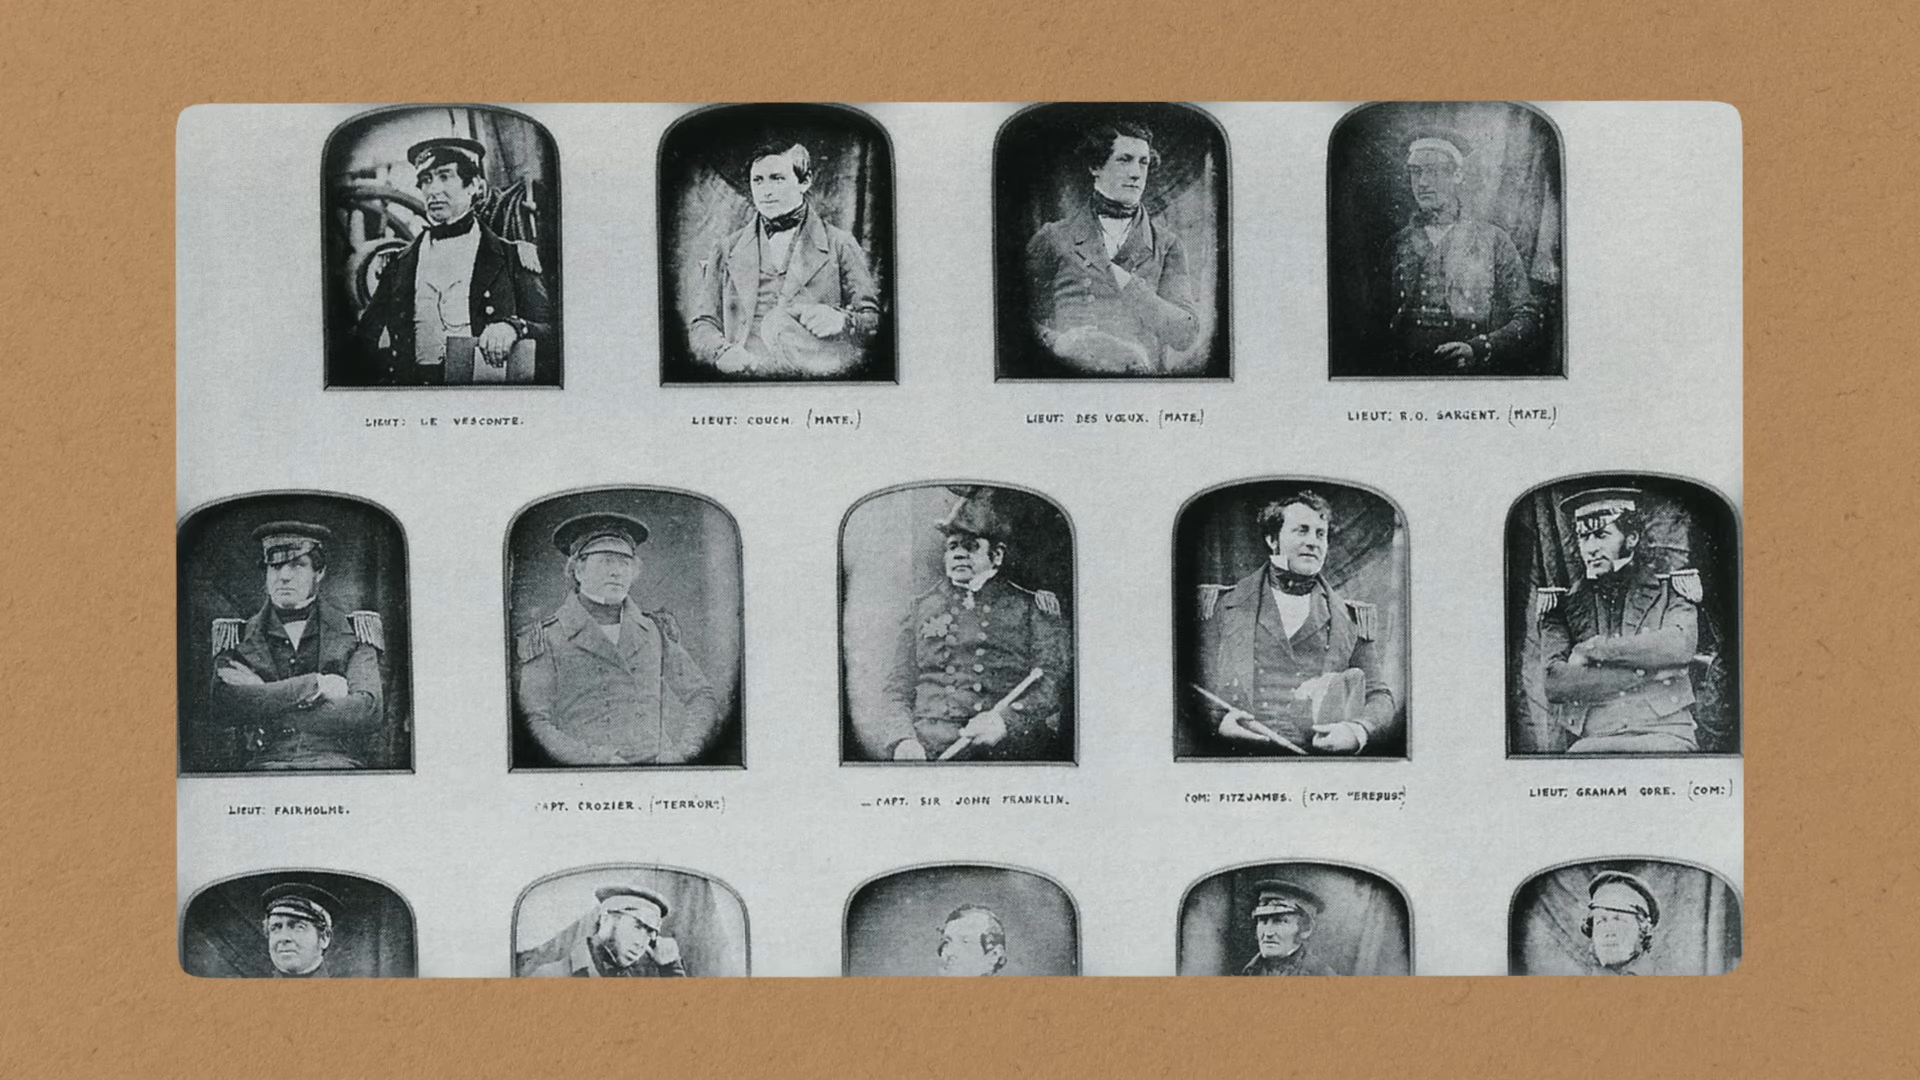 LIEUT: LE VESCONTE.
LIEUT: COUCH. (MATE.)
LIEUT: DES VŒUX. (MATE.)
LIEUT: R.O. SARGENT. (MATE.)
LIEUT: FAIRHOLME.
CAPT. CROZIER. ("TERROR".)
CAPT. SIR JOHN FRANKLIN.
COM: FITZJAMES. (CAPT. "EREBUS".)
LIEUT: GRAHAM GORE. (COM:)